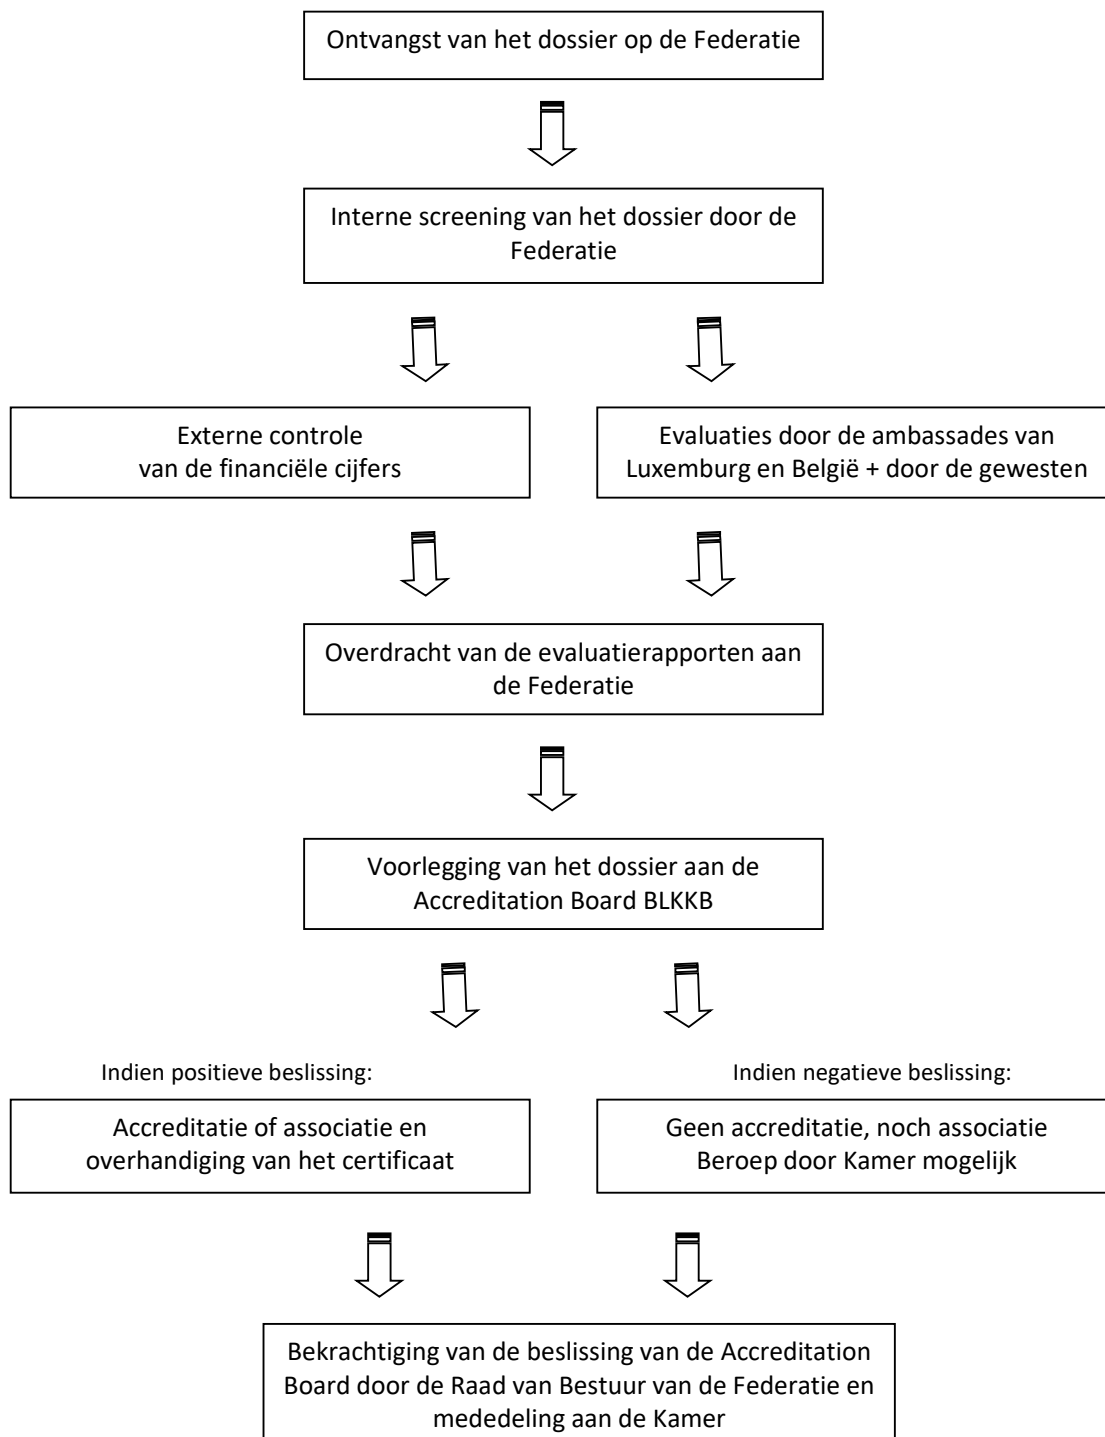 Ontvangst van het dossier op de Federatie
Interne screening van het dossier door de
Federatie
Externe controle
van de financiële cijfers
Evaluaties door de ambassades van
Luxemburg en België + door de gewesten
Overdracht van de evaluatierapporten aan
de Federatie
Voorlegging van het dossier aan de
Accreditation Board BLKKB
Indien positieve beslissing:
Accreditatie of associatie en
overhandiging van het certificaat
Indien negatieve beslissing:
Geen accreditatie, noch associatie
Beroep door Kamer mogelijk
Bekrachtiging van de beslissing van de Accreditation
Board door de Raad van Bestuur van de Federatie en
mededeling aan de Kamer